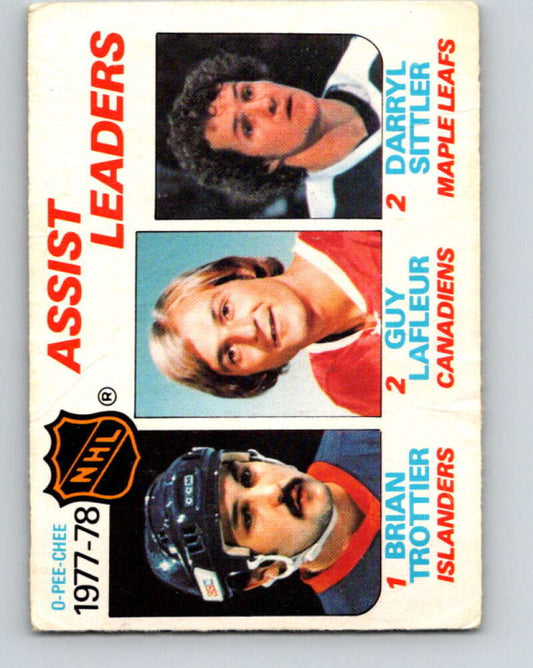 O-PEE-CHEE
1977-78
NHL
®
ASSIST
LEADERS
1 BRIAN
TROTTIER
ISLANDERS
2 GUY
LAFLEUR
CANADIENS
2 DARRYL
SITTLER
MAPLE LEAFS
CCM